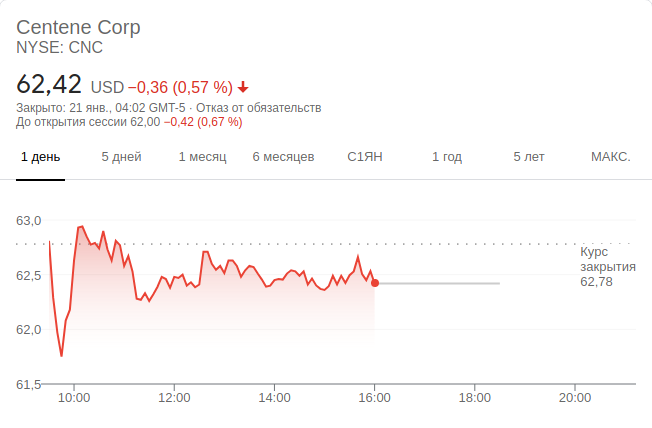 Centene Corp
NYSE: CNC
62,42 USD −0,36 (0,57 %)
Закрыто: 21 янв., 04:02 GMT-5 · Отказ от обязательств
До открытия сессии 62,00 −0,42 (0,67 %)
1 день 5 дней 1 месяц 6 месяцев С1ЯН 1 год 5 лет МАКС.
63,0
Курс
закрытия
62,78
62,5
62,0
61,5
10:00 12:00 14:00 16:00 18:00 20:00